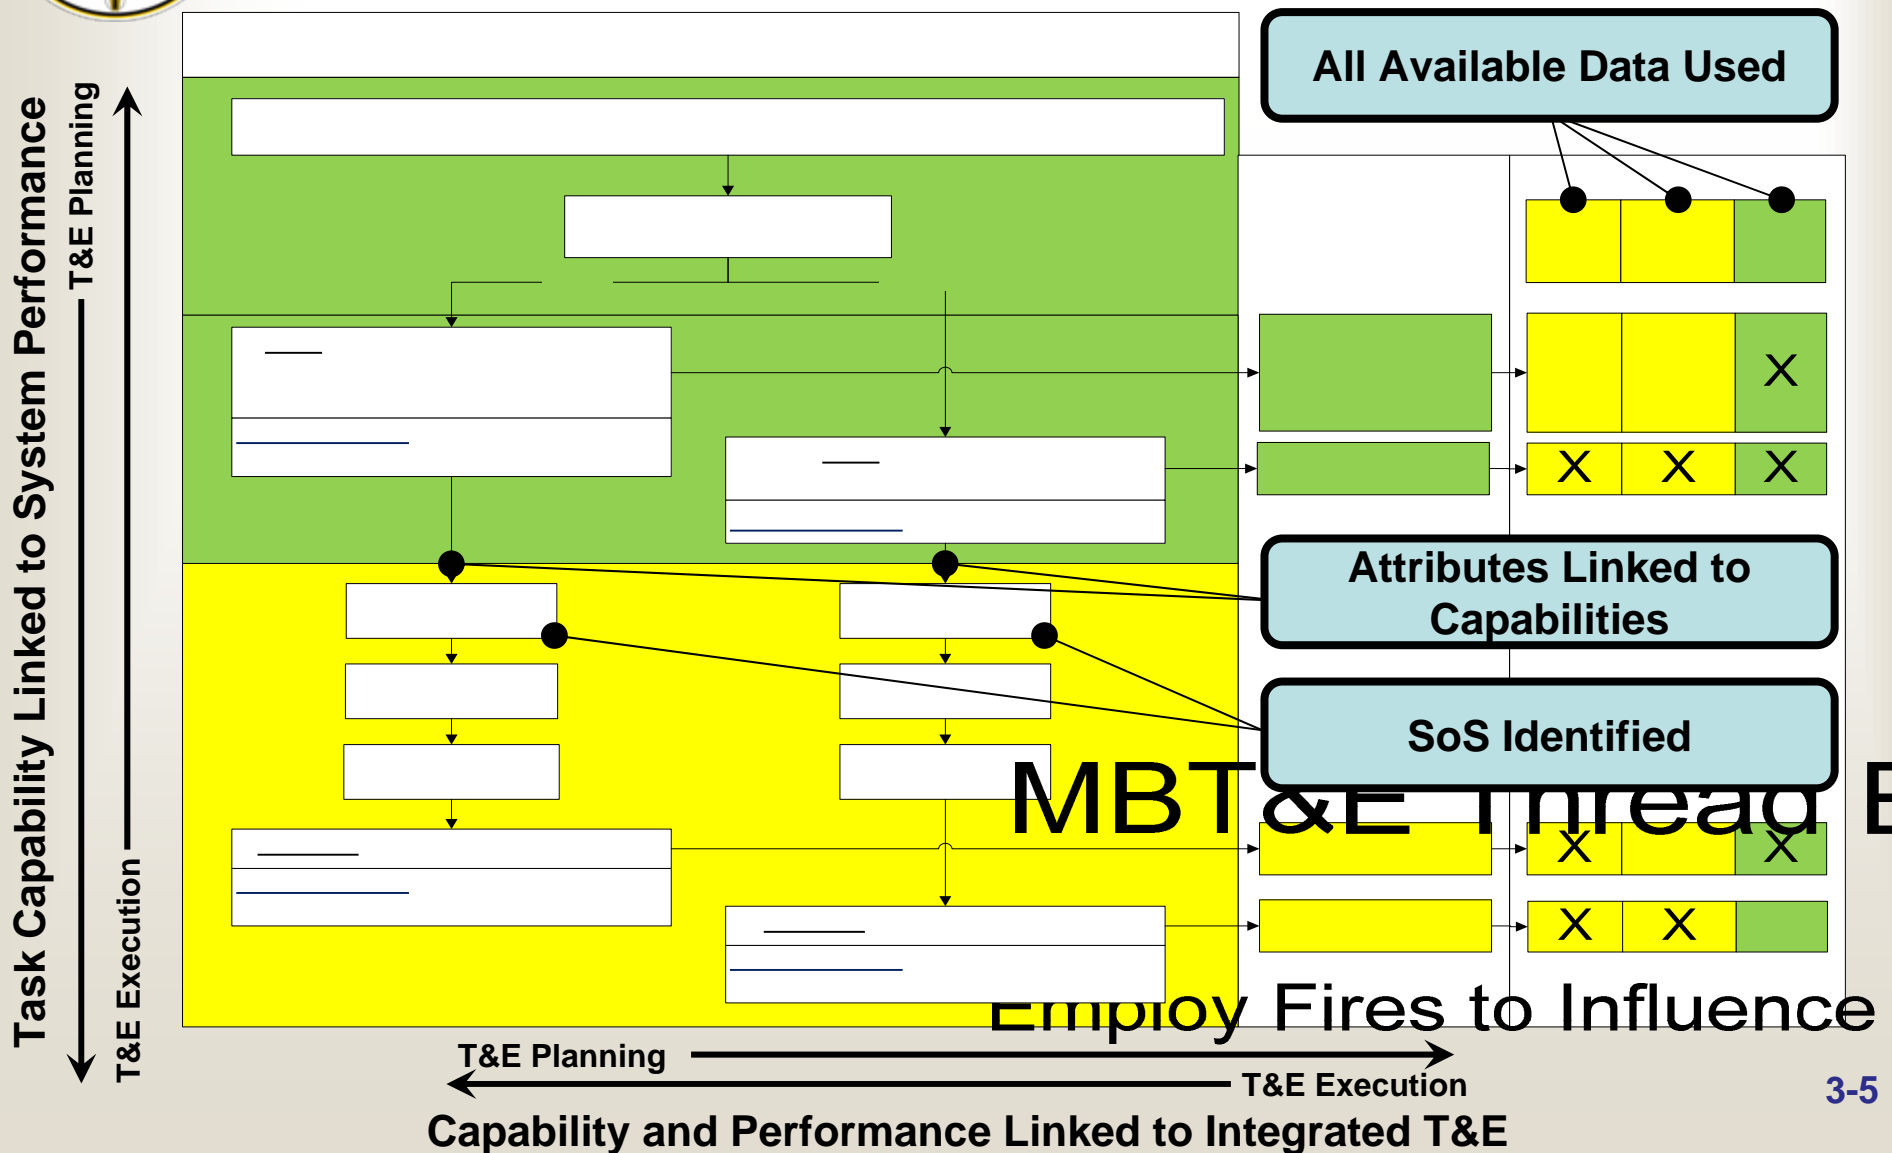 All Available Data Used
Task Capability Linked to System Performance
T&E Planning
T&E Execution
X
X X X
Attributes Linked to
Capabilities
SoS Identified
MBT&E Thread E
X X
X X
Employ Fires to Influence
T&E Planning
T&E Execution
3-5
Capability and Performance Linked to Integrated T&E